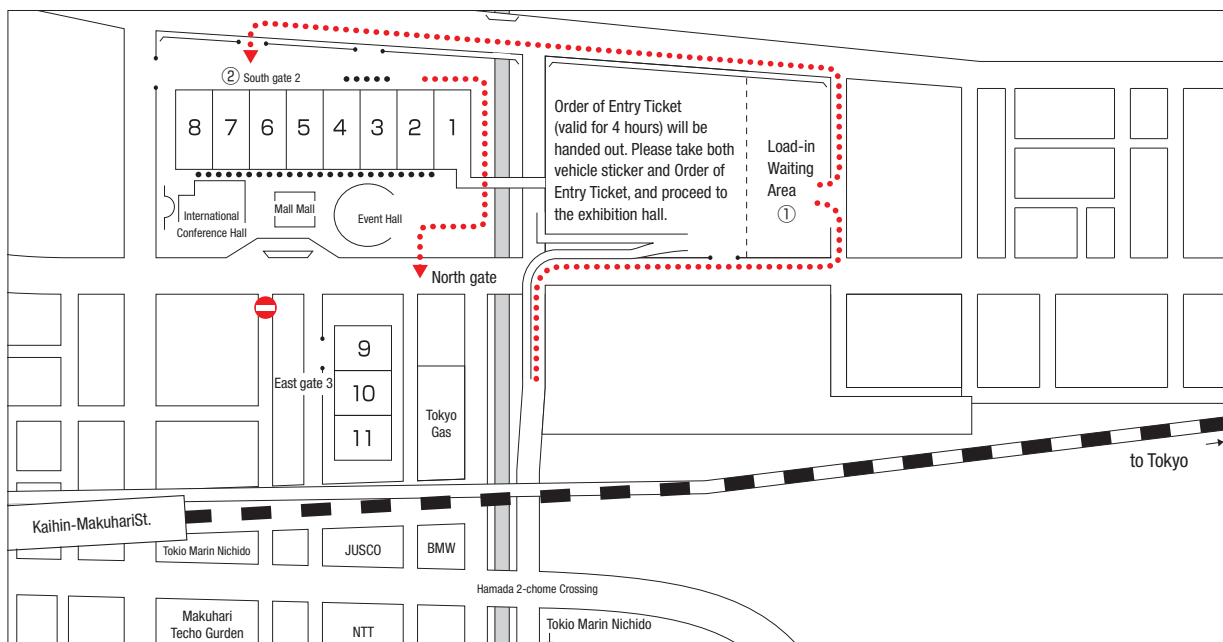 ② South gate 2
8 7 6 5 4 3 2 1
Order of Entry Ticket
(valid for 4 hours) will be
handed out. Please take both
vehicle sticker and Order of
Entry Ticket, and proceed to
the exhibition hall.
Load-in
Waiting
Area
①
International
Conference Hall
Mall Mall
Event Hall
North gate
9
East gate 3
10
11
Tokyo
Gas
to Tokyo
Kaihin-MakuhariSt.
Tokio Marin Nichido
JUSCO
BMW
Hamada 2-chome Crossing
Makuhari
Techo Gurden
NTT
Tokio Marin Nichido